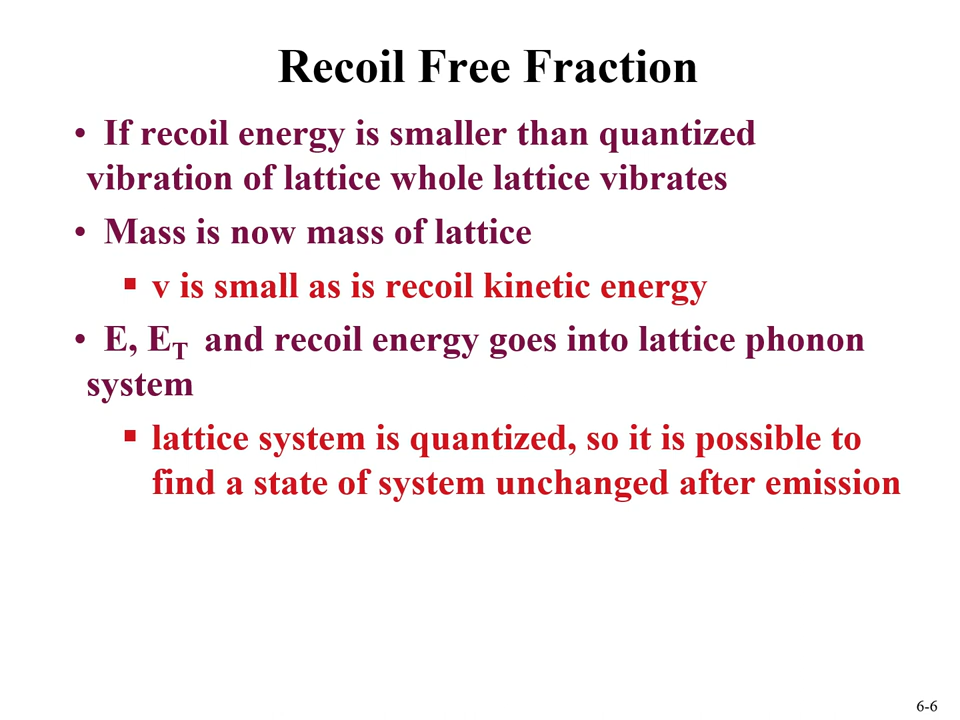 Recoil Free Fraction
• If recoil energy is smaller than quantized
vibration of lattice whole lattice vibrates
• Mass is now mass of lattice
▪ v is small as is recoil kinetic energy
• E, E_T and recoil energy goes into lattice phonon
system
▪ lattice system is quantized, so it is possible to
find a state of system unchanged after emission
6-6